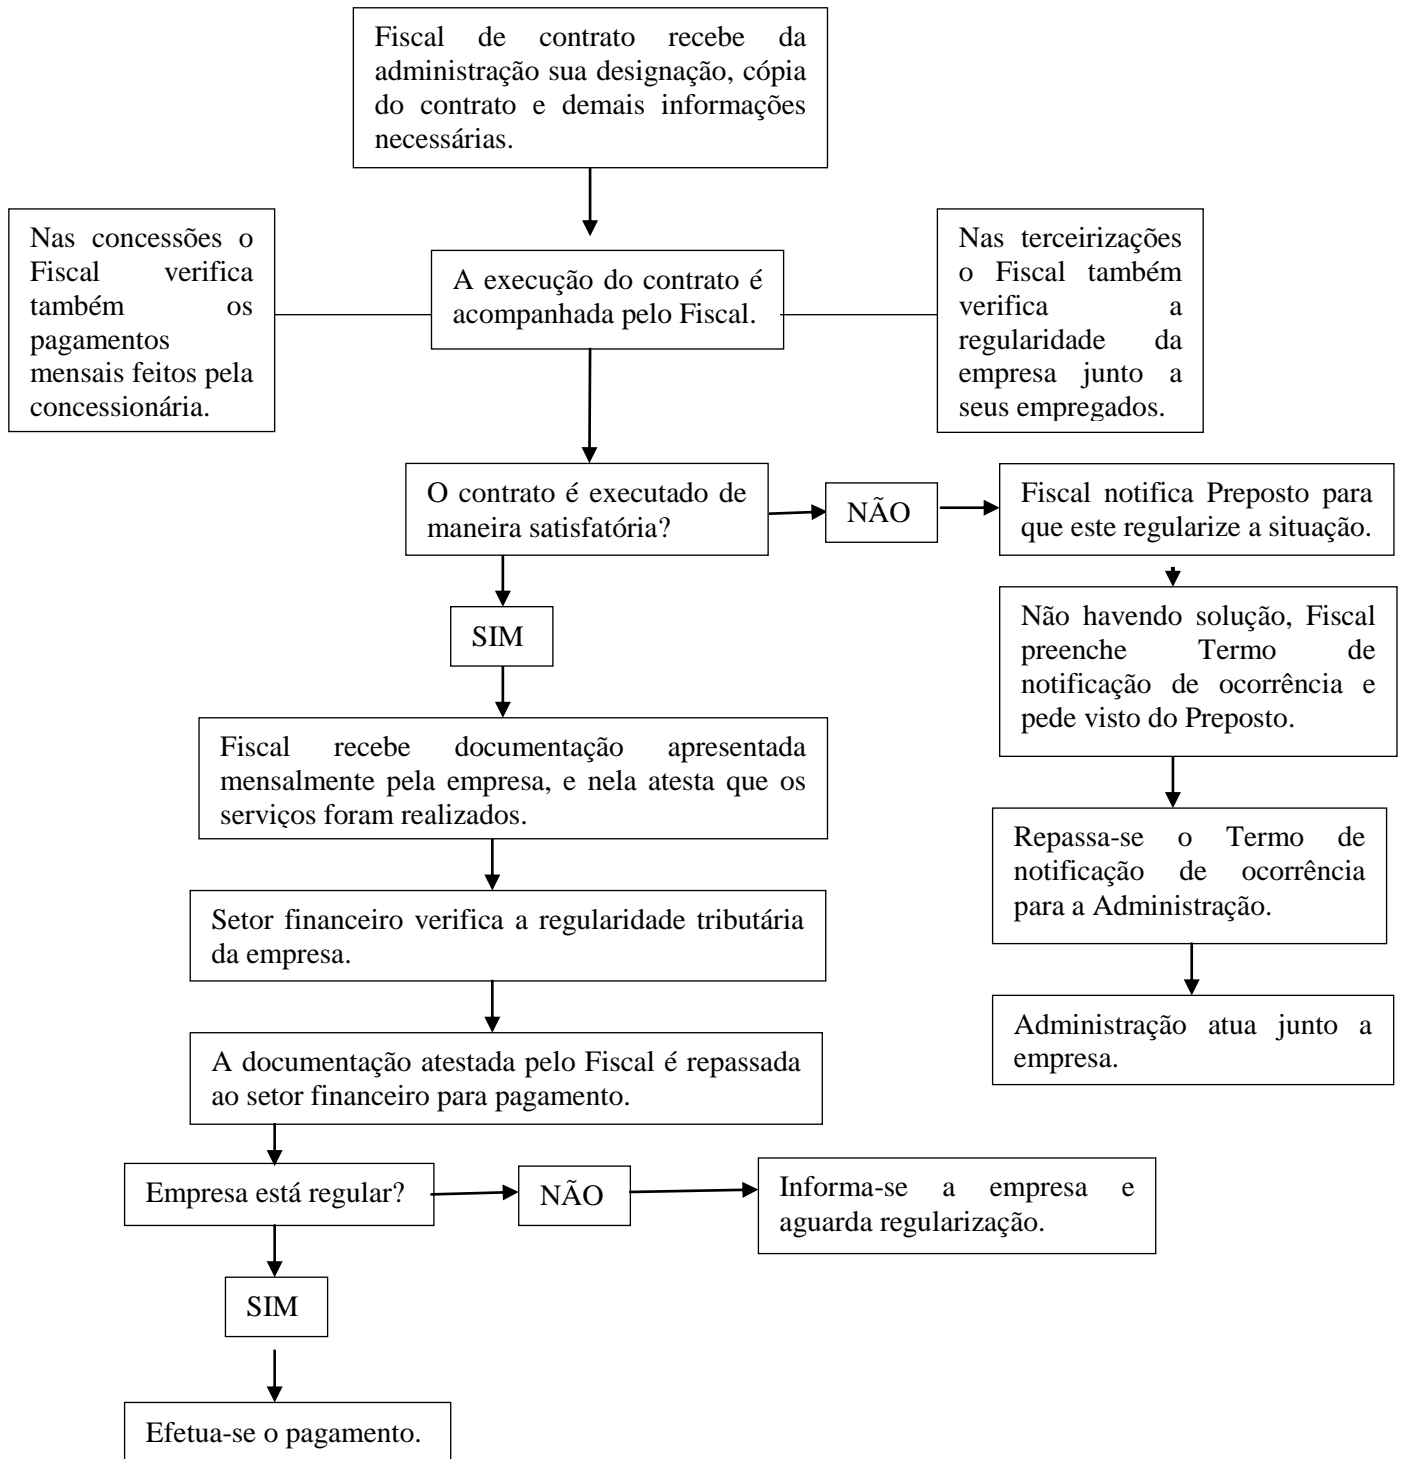 Fiscal de contrato recebe da
administração sua designação, cópia
do contrato e demais informações
necessárias.
Nas concessões o
Fiscal verifica
também os
pagamentos
mensais feitos pela
concessionária.
A execução do contrato é
acompanhada pelo Fiscal.
Nas terceirizações
o Fiscal também
verifica a
regularidade da
empresa junto a
seus empregados.
O contrato é executado de
maneira satisfatória?
NÃO
Fiscal notifica Preposto para
que este regularize a situação.
Não havendo solução, Fiscal
preenche Termo de
notificação de ocorrência e
pede visto do Preposto.
Repassa-se o Termo de
notificação de ocorrência
para a Administração.
Administração atua junto a
empresa.
SIM
Fiscal recebe documentação apresentada
mensalmente pela empresa, e nela atesta que os
serviços foram realizados.
Setor financeiro verifica a regularidade tributária
da empresa.
A documentação atestada pelo Fiscal é repassada
ao setor financeiro para pagamento.
Empresa está regular?
NÃO
Informa-se a empresa e
aguarda regularização.
SIM
Efetua-se o pagamento.